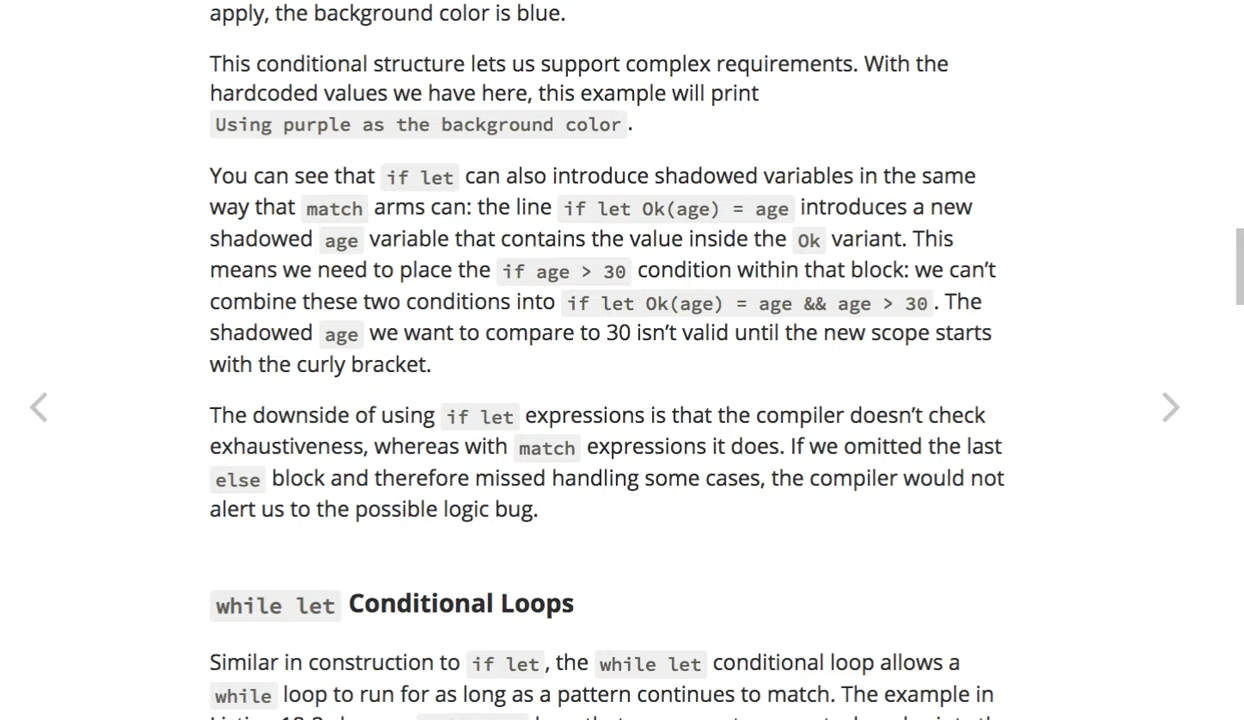 apply, the background color is blue.
This conditional structure lets us support complex requirements. With the
hardcoded values we have here, this example will print
Using purple as the background color.
You can see that if let can also introduce shadowed variables in the same
way that match arms can: the line if let Ok(age) = age introduces a new
shadowed age variable that contains the value inside the Ok variant. This
means we need to place the if age > 30 condition within that block: we can’t
combine these two conditions into if let Ok(age) = age && age > 30. The
shadowed age we want to compare to 30 isn’t valid until the new scope starts
with the curly bracket.
The downside of using if let expressions is that the compiler doesn’t check
exhaustiveness, whereas with match expressions it does. If we omitted the last
else block and therefore missed handling some cases, the compiler would not
alert us to the possible logic bug.
while let Conditional Loops
Similar in construction to if let, the while let conditional loop allows a
while loop to run for as long as a pattern continues to match. The example in